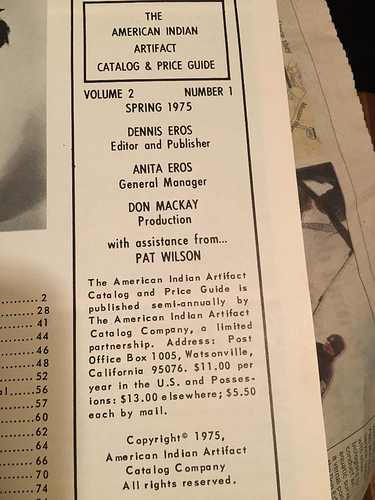 THE
AMERICAN INDIAN
ARTIFACT
CATALOG & PRICE GUIDE
VOLUME 2 NUMBER 1
SPRING 1975
DENNIS EROS
Editor and Publisher
ANITA EROS
General Manager
DON MACKAY
Production
with assistance from...
PAT WILSON
The American Indian Artifact
Catalog and Price Guide is
published semi-annually by
The American Indian Artifact
Catalog Company, a limited
partnership. Address: Post
Office Box 1005, Watsonville,
California 95076. $11.00 per
year in the U.S. and Posses-
ions: $13.00 elsewhere; $5.50
each by mail.
Copyright© 1975,
American Indian Artifact
Catalog Company
All rights reserved.
..........2
.........28
.........41
.........44
.........46
.........48
.........52
al....56
.........57
.........60
.........62
.........64
.........66
.........70
.........74